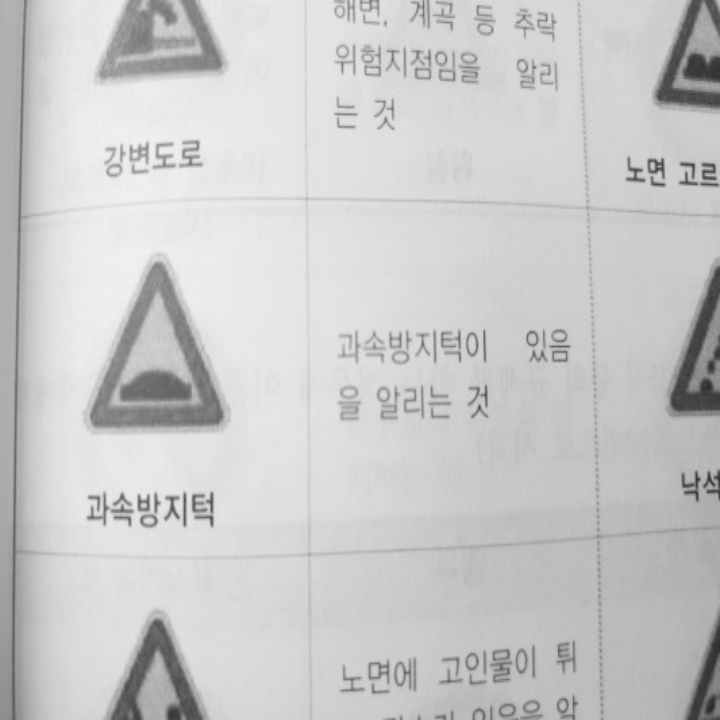 해변, 계곡 등 추락
위험지점임을 알리
는 것
강변도로
노면 고르
과속방지턱이 있음
을 알리는 것
과속방지턱
낙석
노면에 고인물이 튀